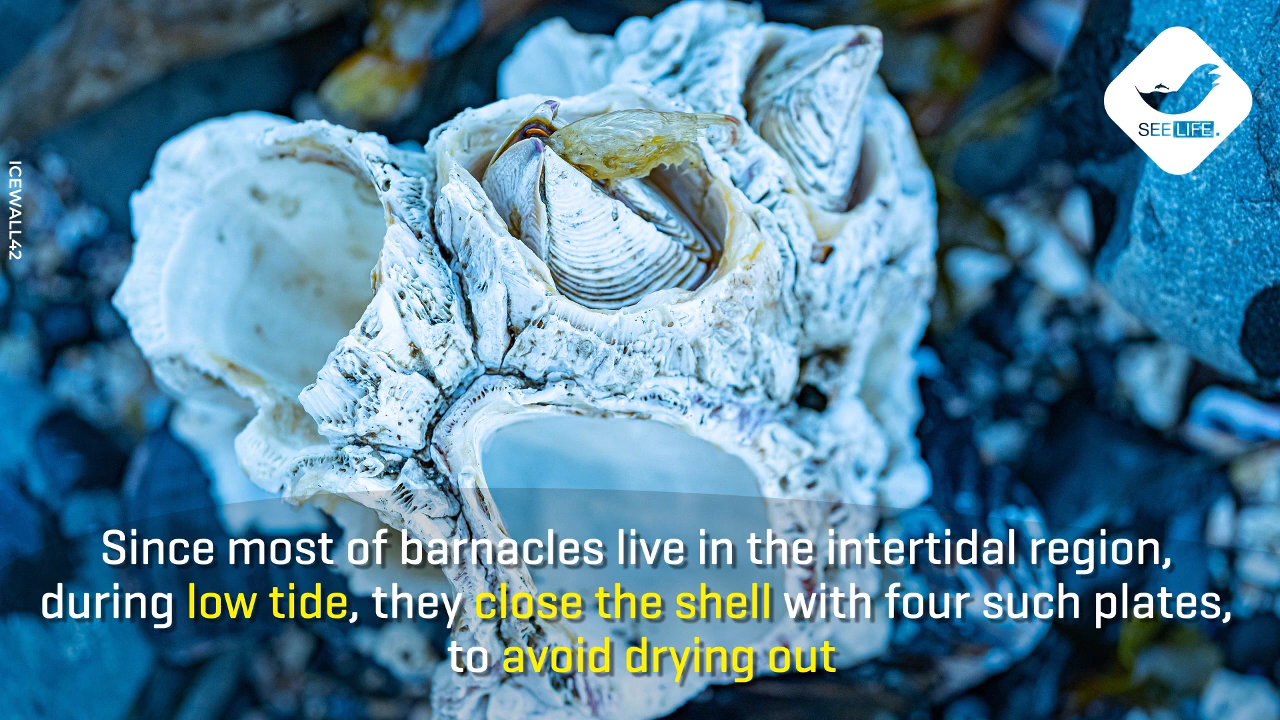 SEE LIFE.
ICEWALL42
Since most of barnacles live in the intertidal region,
during low tide, they close the shell with four such plates,
to avoid drying out